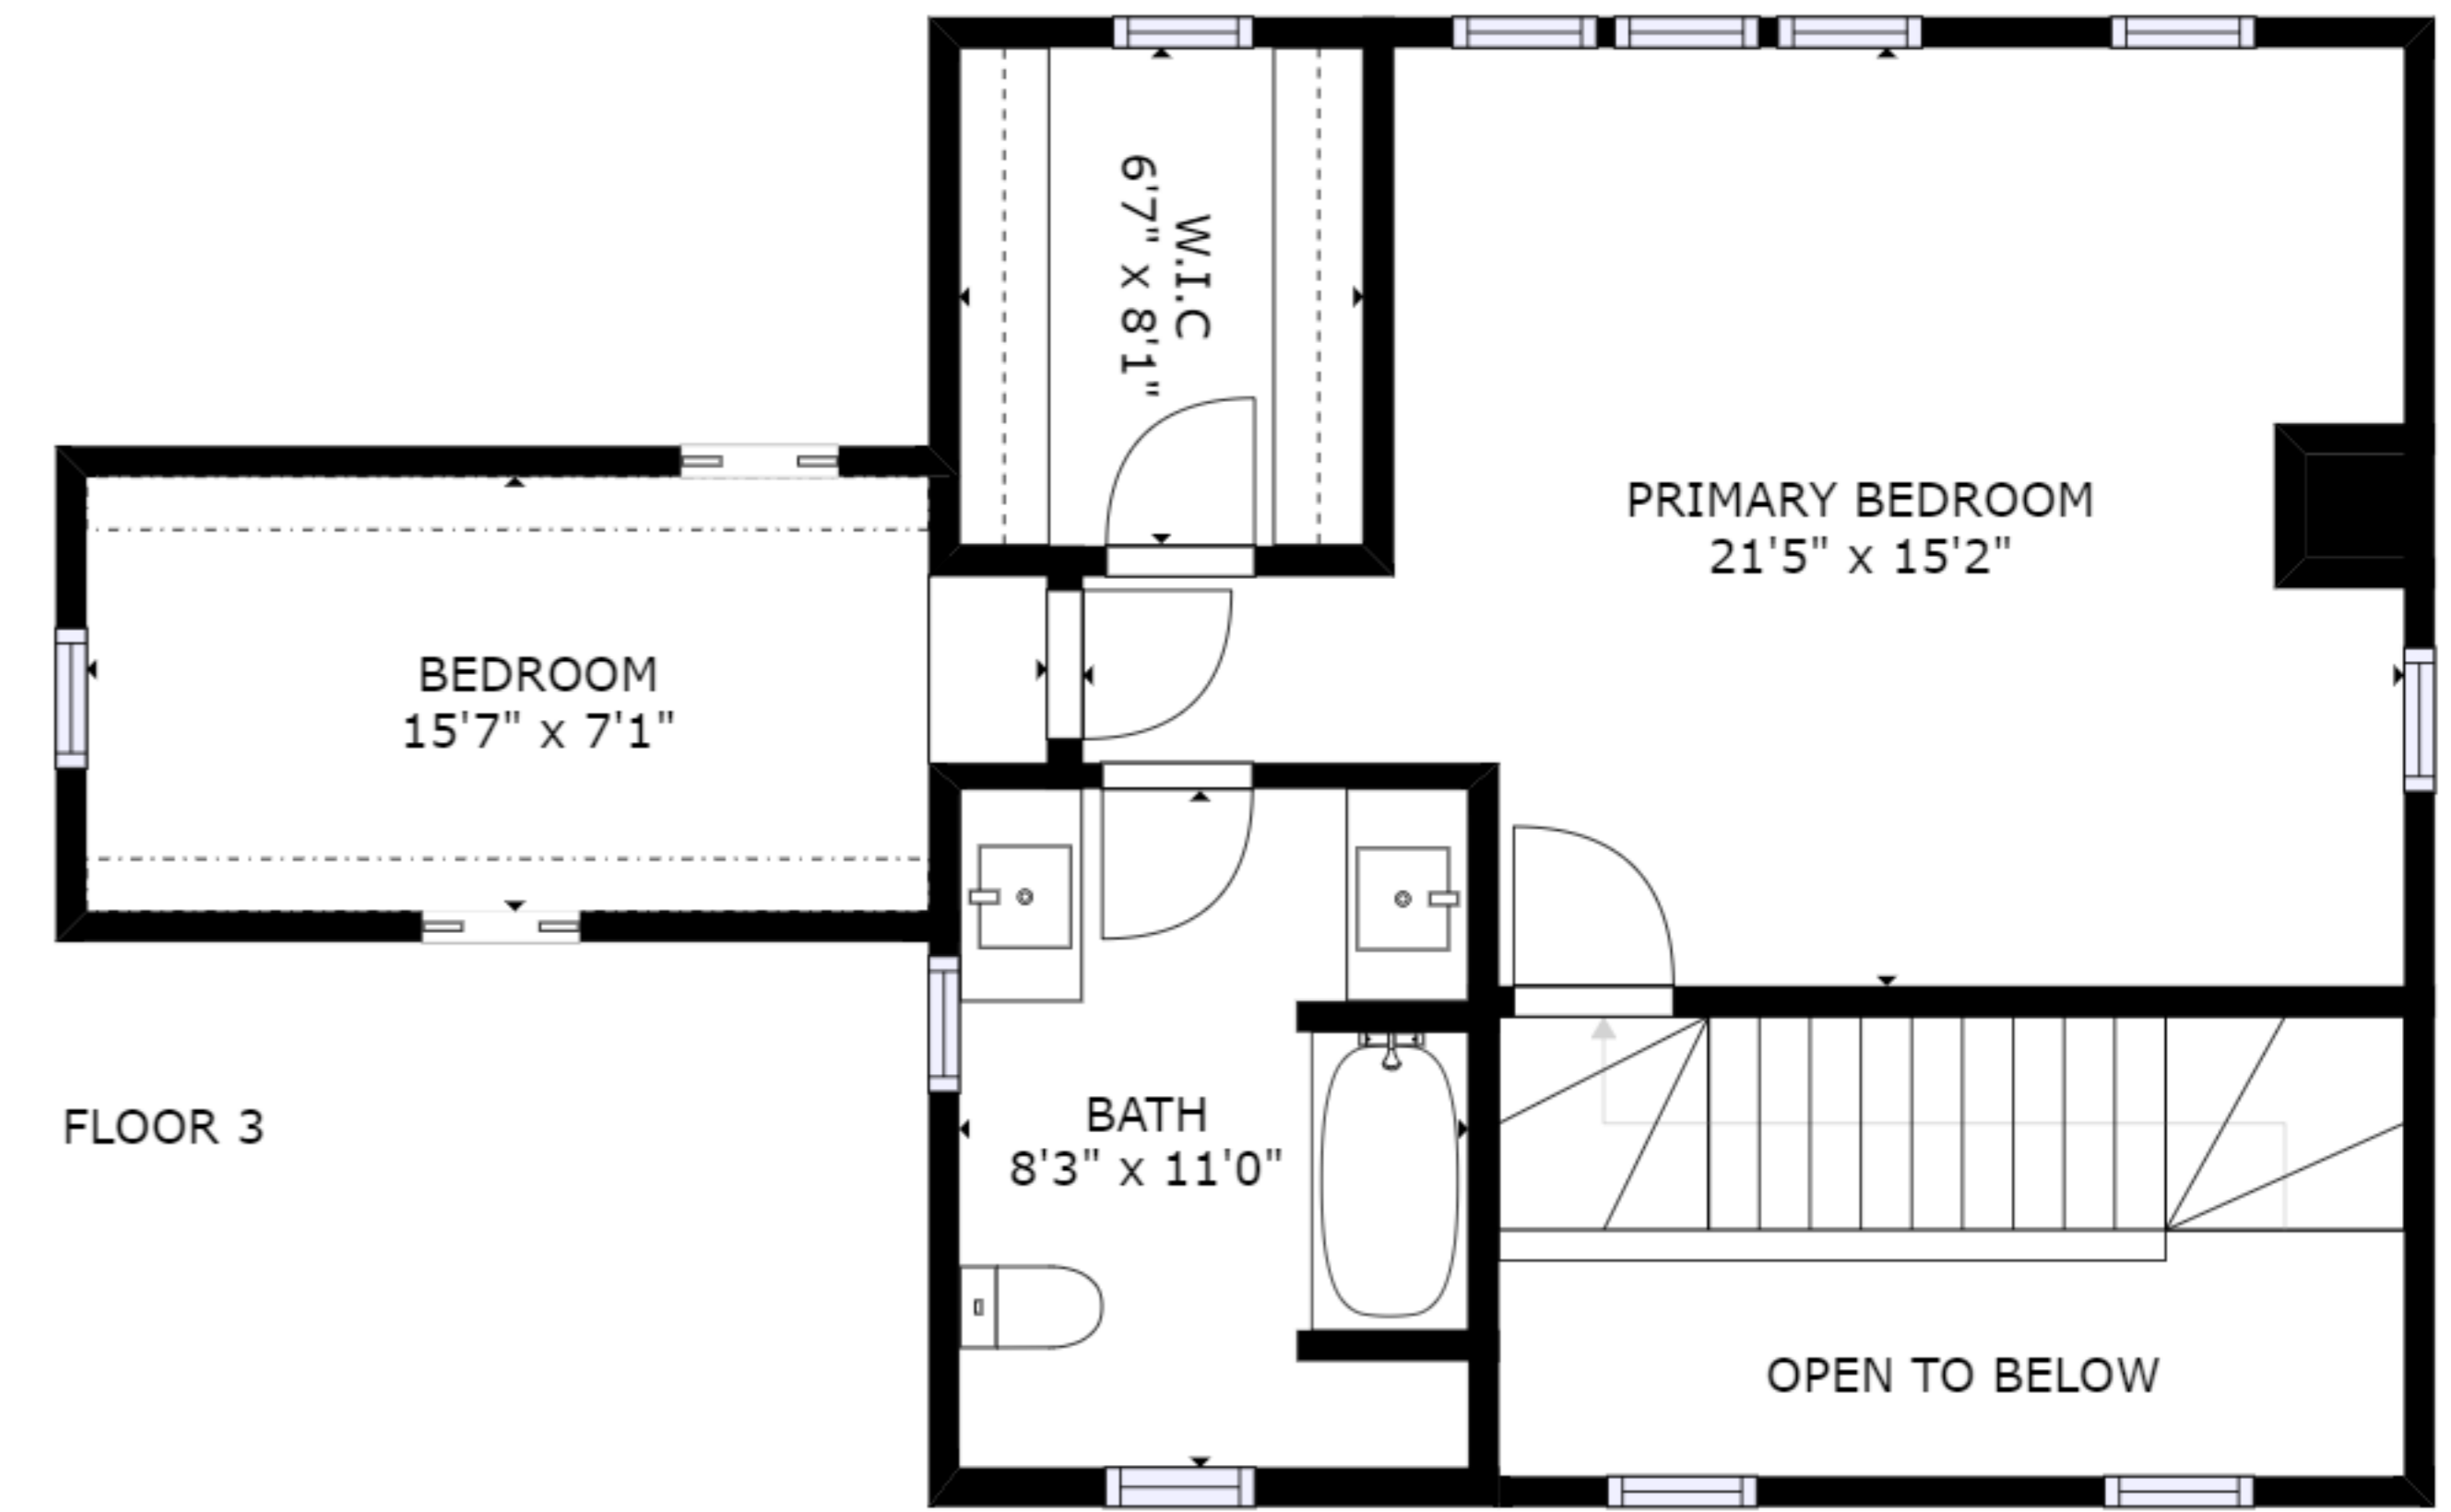 W.I.C
6'7" x 8'1"
PRIMARY BEDROOM
21'5" x 15'2"
BEDROOM
15'7" x 7'1"
BATH
8'3" x 11'0"
FLOOR 3
OPEN TO BELOW